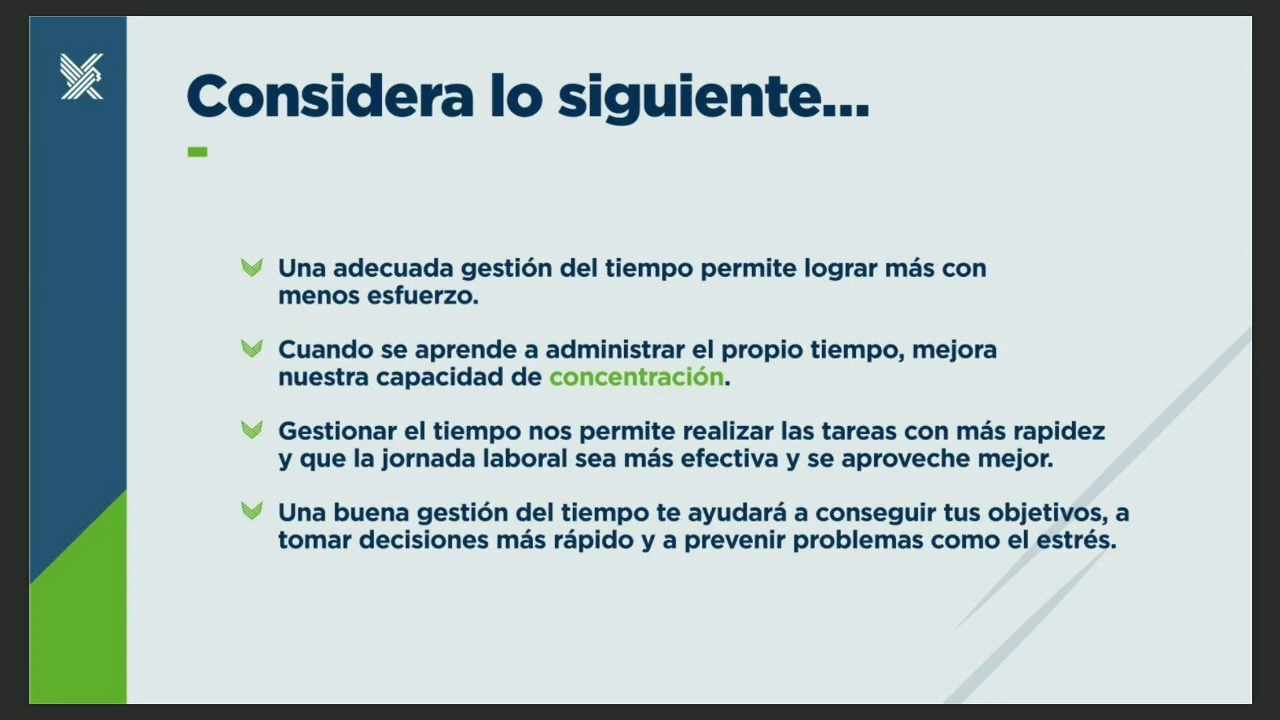 Considera lo siguiente...
Una adecuada gestión del tiempo permite lograr más con
menos esfuerzo.
Cuando se aprende a administrar el propio tiempo, mejora
nuestra capacidad de concentración.
Gestionar el tiempo nos permite realizar las tareas con más rapidez
y que la jornada laboral sea más efectiva y se aproveche mejor.
Una buena gestión del tiempo te ayudará a conseguir tus objetivos, a
tomar decisiones más rápido y a prevenir problemas como el estrés.